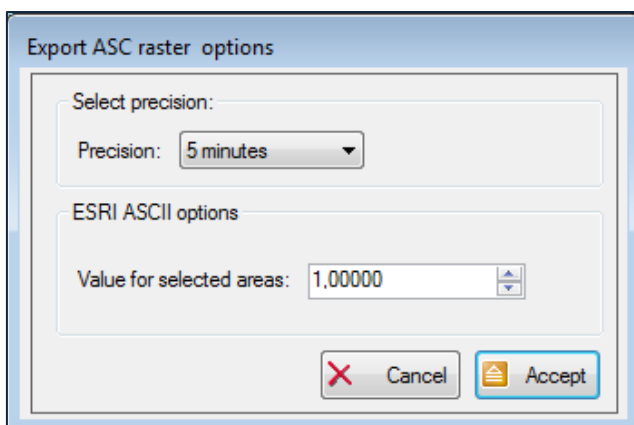 Export ASC raster options
Select precision:
Precision: 5 minutes
ESRI ASCII options
Value for selected areas: 1,00000
Cancel Accept